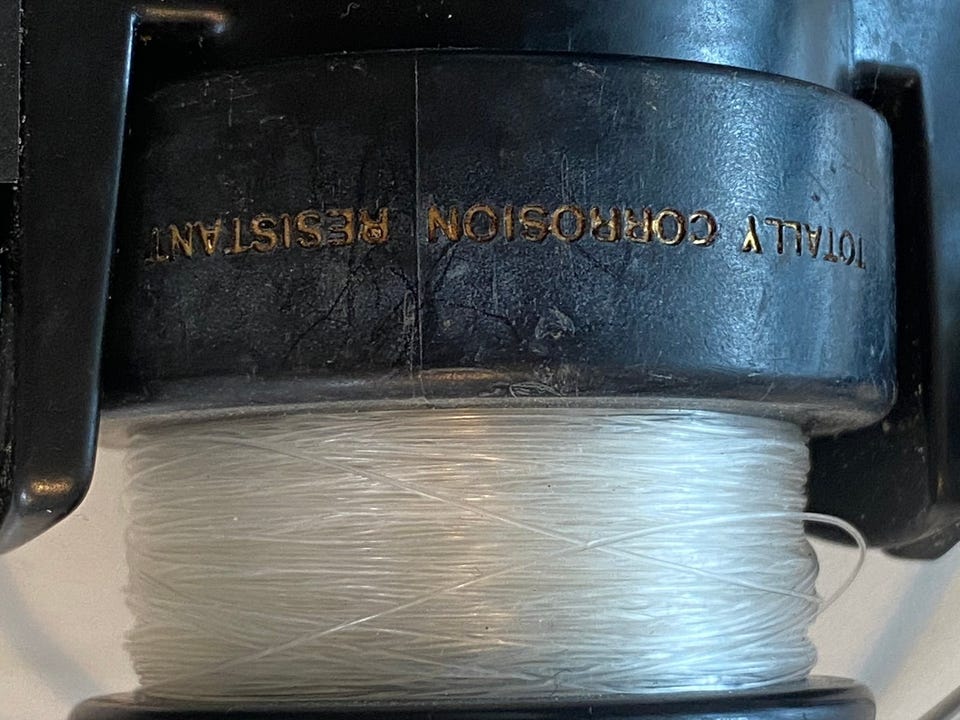 TOTALLY CORROSION RESISTANT